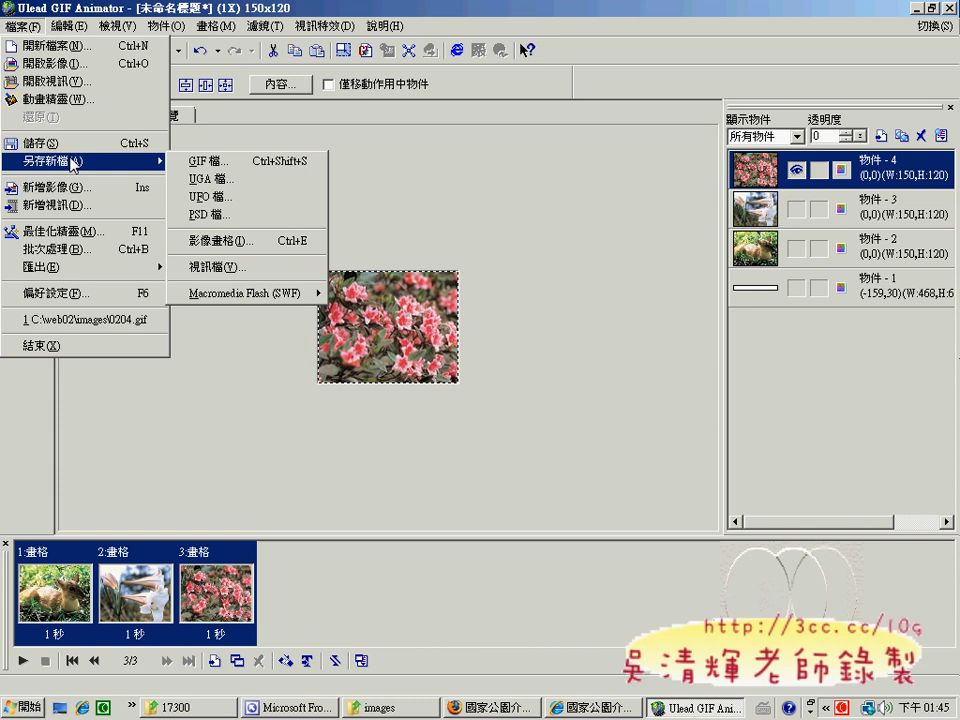 Ulead GIF Animator - [未命名標題*] (1X) 150x120
檔案(F) 編輯(E) 檢視(V) 物件(O) 畫格(M) 濾鏡(T) 視訊特效(D) 說明(H) 切換(S)
開新檔案(N)... Ctrl+N
開啟影像(I)... Ctrl+O
開啟視訊(Y)...
動畫精靈(W)...
還原(T)
儲存(S) Ctrl+S
另存新檔(A)
新增影像(G)... Ins
新增視訊(D)...
最佳化精靈(M)... F11
批次處理(B)... Ctrl+B
匯出(E)
偏好設定(F)... F6
1 C:\web02\images\0204.gif
結束(X)
GIF 檔... Ctrl+Shift+S
UGA 檔...
UFO 檔...
PSD 檔...
影像畫格(I)... Ctrl+E
視訊檔(Y)...
Macromedia Flash (SWF)
內容... 僅移動作用中物件
覽
顯示物件 透明度
所有物件 0
物件 - 4
(0,0)(W:150,H:120)
物件 - 3
(0,0)(W:150,H:120)
物件 - 2
(0,0)(W:150,H:120)
物件 - 1
(-159,30)(W:468,H:6
1:畫格 2:畫格 3:畫格
1 秒 1 秒 1 秒
3/3
http://3cc.cc/10g
吳清輝老師錄製
開始 17300 Microsoft Fro... images 國家公園介... 國家公園介... Ulead GIF Ani... 下午 01:45